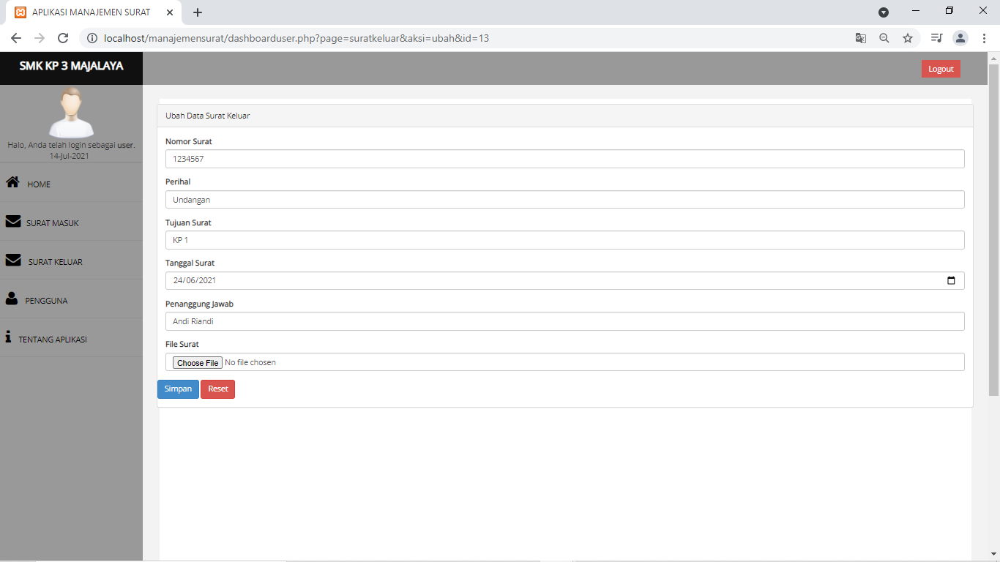 APLIKASI MANAJEMEN SURAT
localhost/manajemensurat/dashboarduser.php?page=suratkeluar&aksi=ubah&id=13
SMK KP 3 MAJALAYA
Logout
Halo, Anda telah login sebagai user.
14-Jul-2021
HOME
SURAT MASUK
SURAT KELUAR
PENGGUNA
TENTANG APLIKASI
Ubah Data Surat Keluar
Nomor Surat
1234567
Perihal
Undangan
Tujuan Surat
KP 1
Tanggal Surat
24/06/2021
Penanggung Jawab
Andi Riandi
File Surat
Choose File No file chosen
Simpan Reset